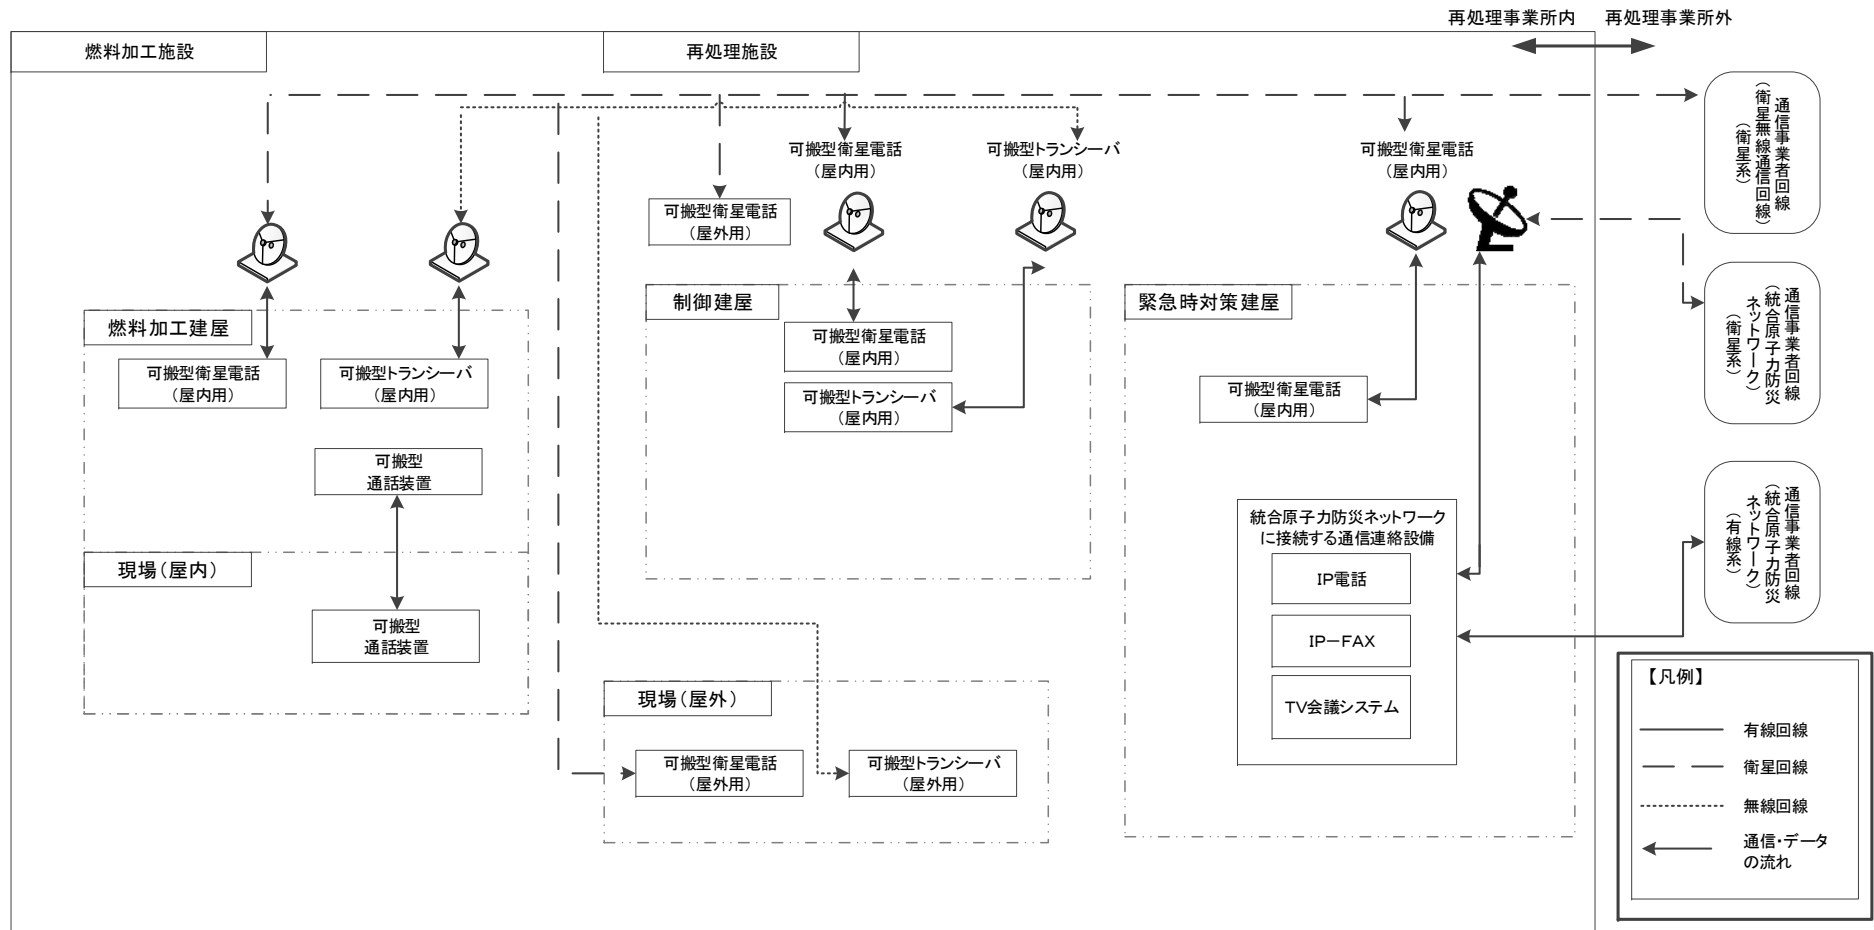 再処理事業所内
再処理事業所外
燃料加工施設
再処理施設
可搬型衛星電話
（屋内用）
可搬型トランシーバ
（屋内用）
可搬型衛星電話
（屋内用）
可搬型衛星電話
（屋外用）
通信事業者回線
（衛星無線通信回線）
（衛星系）
燃料加工建屋
可搬型衛星電話
（屋内用）
可搬型トランシーバ
（屋内用）
可搬型
通話装置
現場（屋内）
可搬型
通話装置
制御建屋
可搬型衛星電話
（屋内用）
可搬型トランシーバ
（屋内用）
現場（屋外）
可搬型衛星電話
（屋外用）
可搬型トランシーバ
（屋外用）
緊急時対策建屋
可搬型衛星電話
（屋内用）
統合原子力防災ネットワーク
に接続する通信連絡設備
IP電話
IP－FAX
TV会議システム
通信事業者回線
（統合原子力防災
ネットワーク）
（衛星系）
通信事業者回線
（統合原子力防災
ネットワーク）
（有線系）
【凡例】
有線回線
衛星回線
無線回線
通信・データ
の流れ